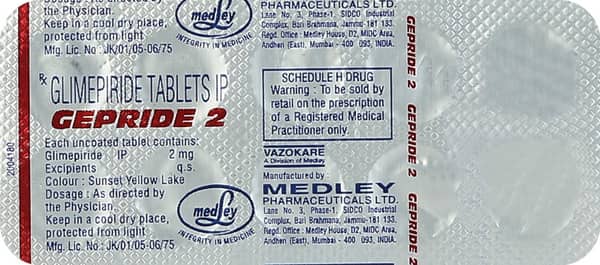 the Physician.
Keep in a cool dry place,
protected from light
Mfg. Lic. No : JK/01/05-06/75
medley
INTEGRITY IN MEDICINE
PHARMACEUTICALS LTD.
Lane No. 3, Phase-1, SIDCO Industrial
Complex, Bari Brahmana, Jammu-181 133.
Regd. Office : Medley House, D2, MIDC Area,
Andheri (East), Mumbai - 400 093, INDIA.
Rx GLIMEPIRIDE TABLETS IP
GEPRIDE 2
Each uncoated tablet contains:
Glimepiride IP 2 mg
Excipients q.s.
Colour : Sunset Yellow Lake
Dosage : As directed by
the Physician.
Keep in a cool dry place,
protected from light
Mfg. Lic. No : JK/01/05-06/75
medley
INTEGRITY IN MEDICINE
SCHEDULE H DRUG
Warning : To be sold by
retail on the prescription
of a Registered Medical
Practitioner only.
VAZOKARE
A Division of Medley
Manufactured by
MEDLEY
PHARMACEUTICALS LTD.
Lane No. 3, Phase-1, SIDCO Industrial
Complex, Bari Brahmana, Jammu-181 133.
Regd. Office : Medley House, D2, MIDC Area,
Andheri (East), Mumbai - 400 093, INDIA.
GEPRIDE 2
GEPRIDE 2
GEPRIDE 2
2004180